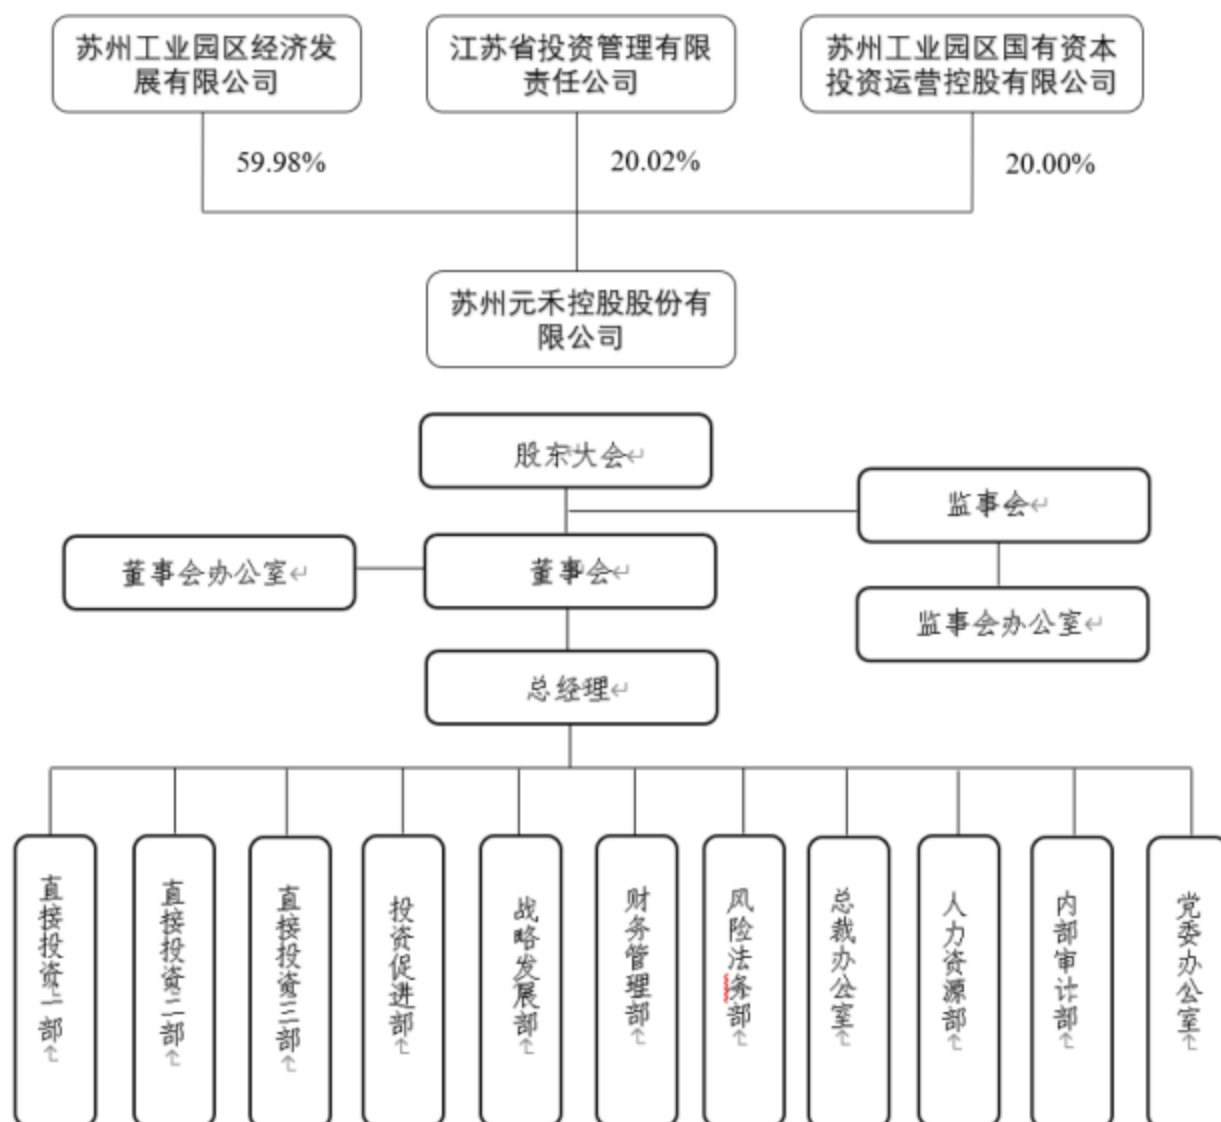 苏州工业园区经济发
展有限公司
江苏省投资管理有限
责任公司
苏州工业园区国有资本
投资运营控股有限公司
59.98%
20.02%
20.00%
苏州元禾控股股份有
限公司
股东大会
监事会
董事会办公室
董事会
监事会办公室
总经理
直接投资一部
直接投资二部
直接投资三部
投资促进部
战略发展部
财务管理部
风险法务部
总裁办公室
人力资源部
内部审计部
党委办公室